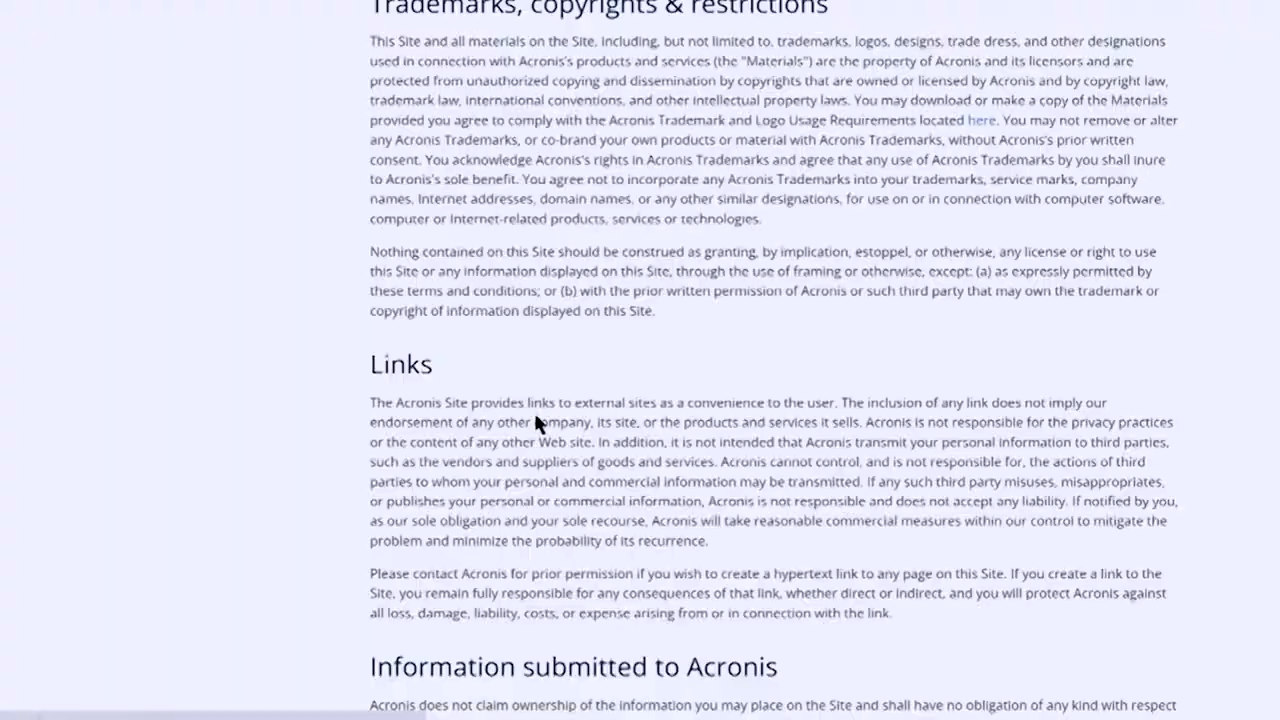 Trademarks, copyrights & restrictions
This Site and all materials on the Site, including, but not limited to, trademarks, logos, designs, trade dress, and other designations
used in connection with Acronis's products and services (the "Materials") are the property of Acronis and its licensors and are
protected from unauthorized copying and dissemination by copyrights that are owned or licensed by Acronis and by copyright law,
trademark law, international conventions, and other intellectual property laws. You may download or make a copy of the Materials
provided you agree to comply with the Acronis Trademark and Logo Usage Requirements located here. You may not remove or alter
any Acronis Trademarks, or co-brand your own products or material with Acronis Trademarks, without Acronis's prior written
consent. You acknowledge Acronis's rights in Acronis Trademarks and agree that any use of Acronis Trademarks by you shall inure
to Acronis's sole benefit. You agree not to incorporate any Acronis Trademarks into your trademarks, service marks, company
names, Internet addresses, domain names, or any other similar designations, for use on or in connection with computer software,
computer or Internet-related products, services or technologies.
Nothing contained on this Site should be construed as granting, by implication, estoppel, or otherwise, any license or right to use
this Site or any information displayed on this Site, through the use of framing or otherwise, except: (a) as expressly permitted by
these terms and conditions; or (b) with the prior written permission of Acronis or such third party that may own the trademark or
copyright of information displayed on this Site.
Links
The Acronis Site provides links to external sites as a convenience to the user. The inclusion of any link does not imply our
endorsement of any other company, its site, or the products and services it sells. Acronis is not responsible for the privacy practices
or the content of any other Web site. In addition, it is not intended that Acronis transmit your personal information to third parties,
such as the vendors and suppliers of goods and services. Acronis cannot control, and is not responsible for, the actions of third
parties to whom your personal and commercial information may be transmitted. If any such third party misuses, misappropriates,
or publishes your personal or commercial information, Acronis is not responsible and does not accept any liability. If notified by you,
as our sole obligation and your sole recourse, Acronis will take reasonable commercial measures within our control to mitigate the
problem and minimize the probability of its recurrence.
Please contact Acronis for prior permission if you wish to create a hypertext link to any page on this Site. If you create a link to the
Site, you remain fully responsible for any consequences of that link, whether direct or indirect, and you will protect Acronis against
all loss, damage, liability, costs, or expense arising from or in connection with the link.
Information submitted to Acronis
Acronis does not claim ownership of the information you may place on the Site and shall have no obligation of any kind with respect